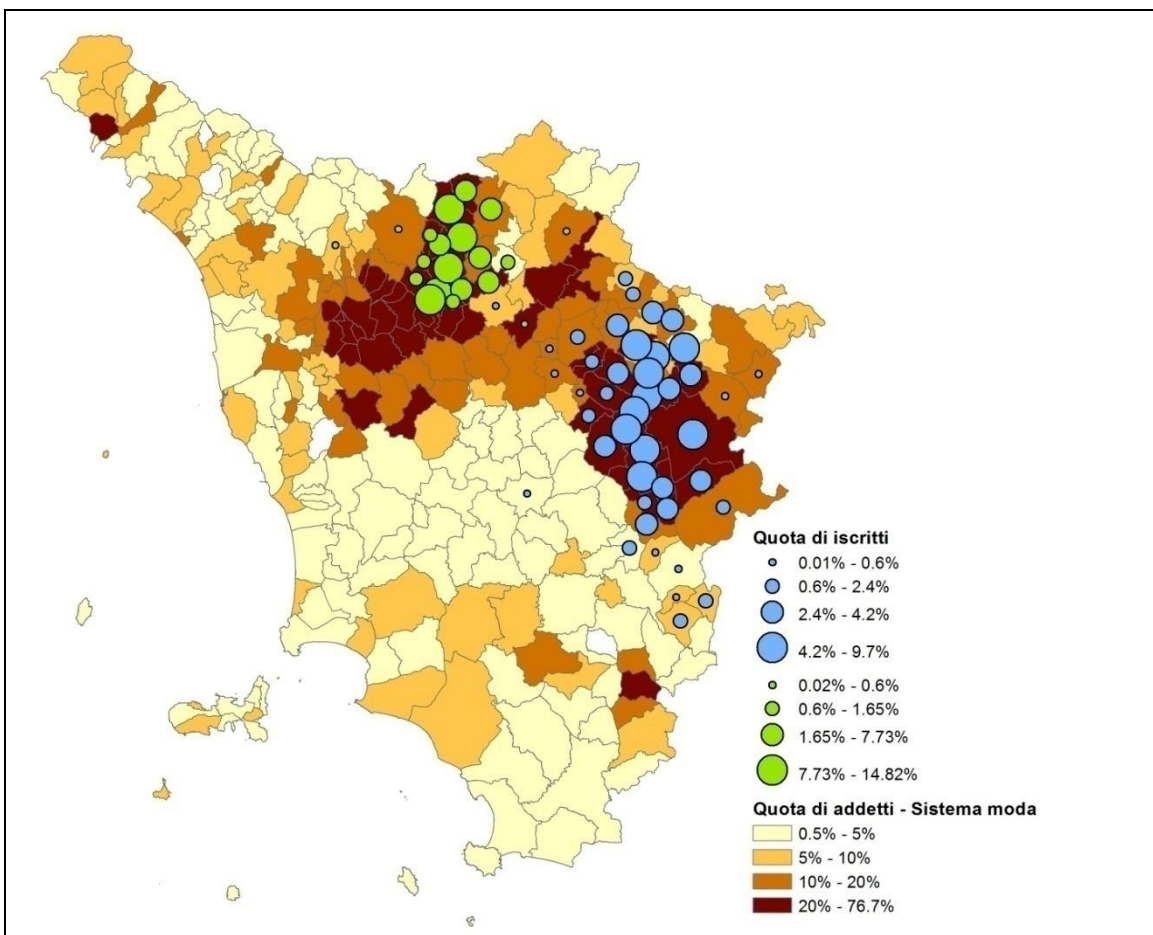 Quota di iscritti
0.01% - 0.6%
0.6% - 2.4%
2.4% - 4.2%
4.2% - 9.7%
0.02% - 0.6%
0.6% - 1.65%
1.65% - 7.73%
7.73% - 14.82%
Quota di addetti - Sistema moda
0.5% - 5%
5% - 10%
10% - 20%
20% - 76.7%